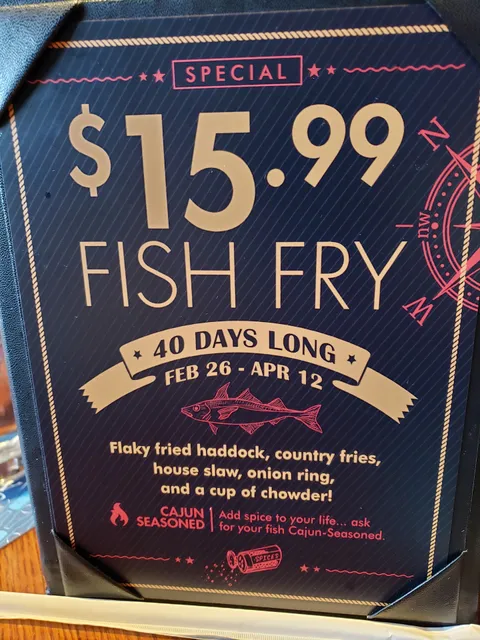 SPECIAL
$15.99
FISH FRY
40 DAYS LONG
FEB 26 - APR 12
Flaky fried haddock, country fries,
house slaw, onion ring,
and a cup of chowder!
CAJUN
SEASONED
Add spice to your life... ask
for your fish Cajun-Seasoned.
SPICES
N
nw
W